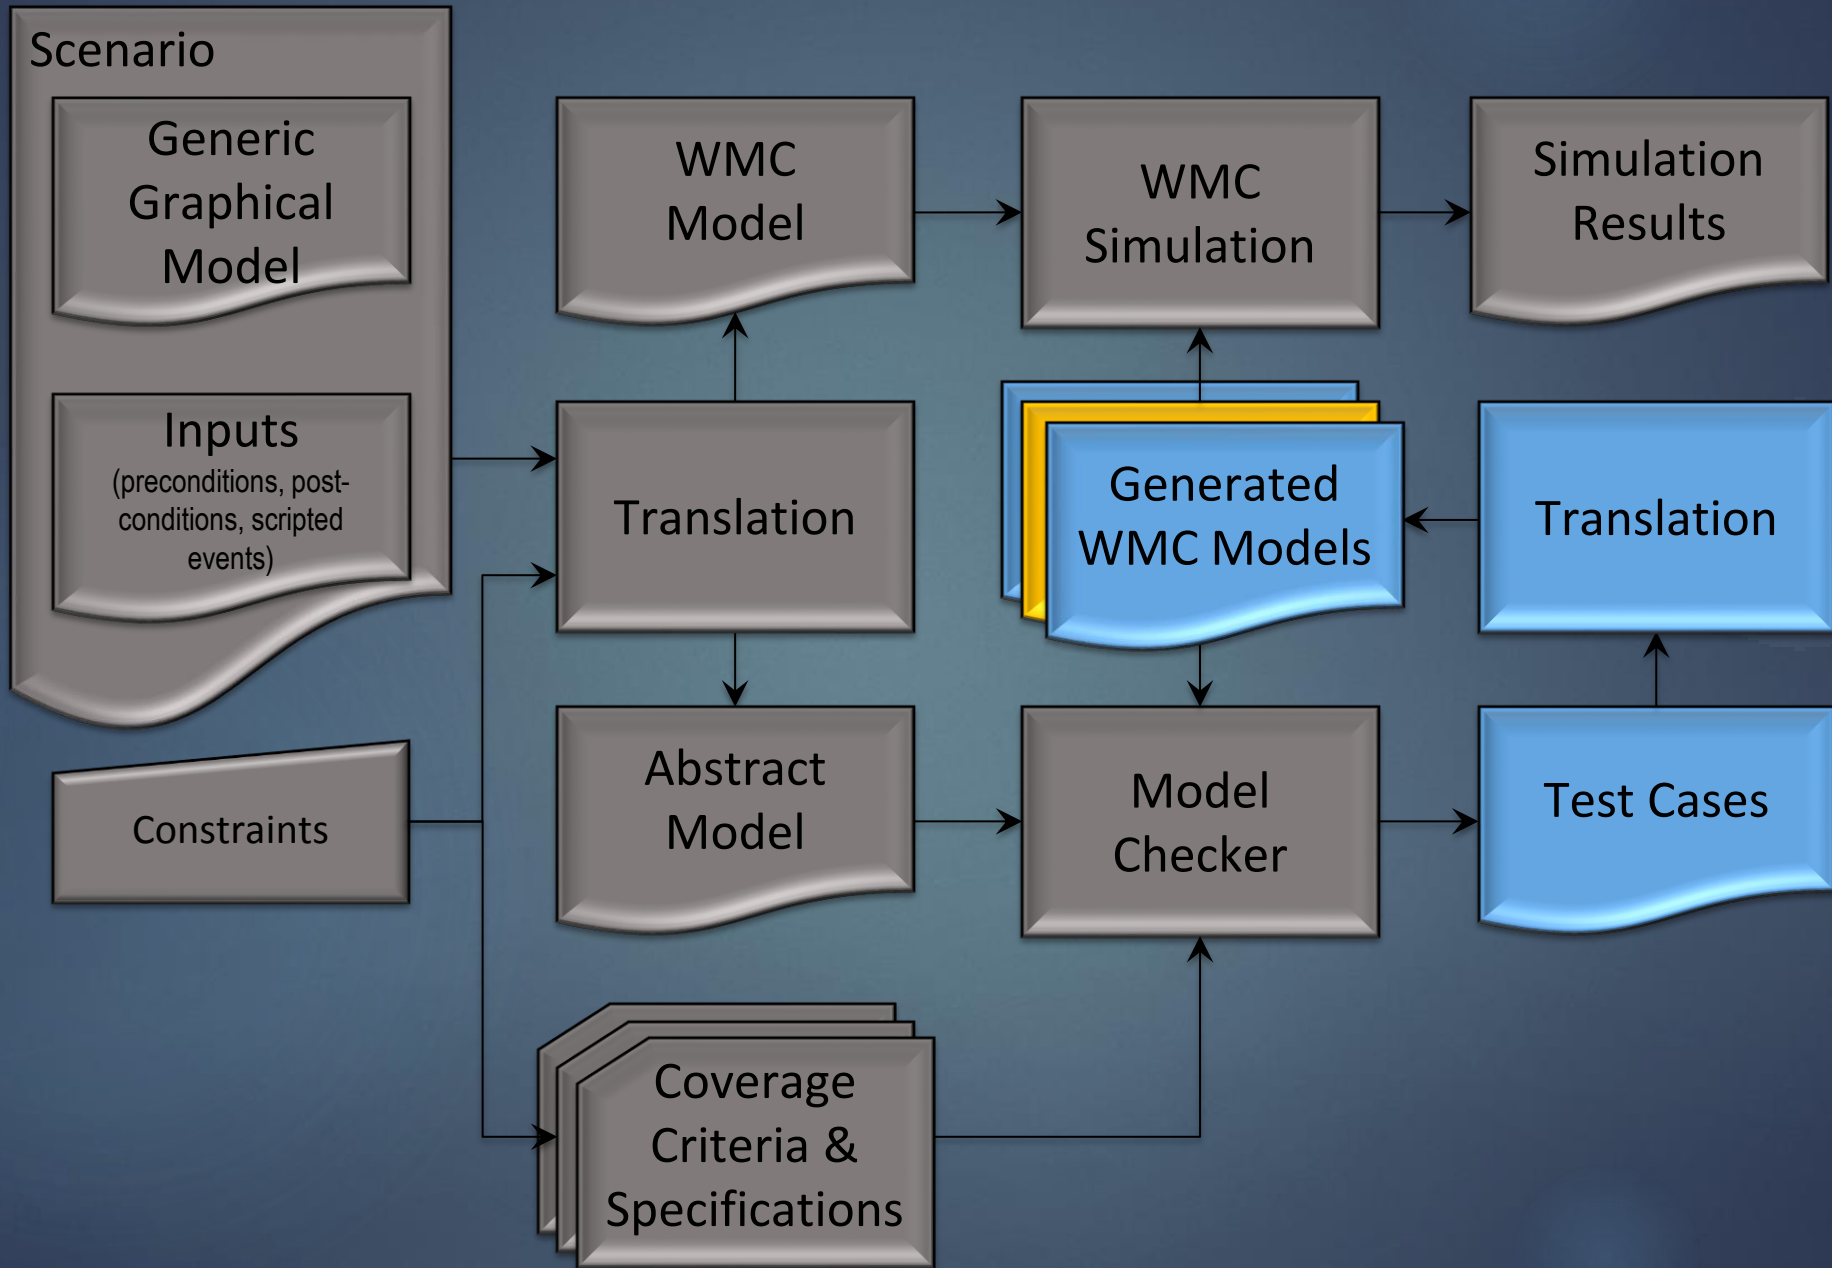 Scenario
Generic
Graphical
Model
Inputs
(preconditions, post-
conditions, scripted
events)
Constraints
WMC
Model
Translation
Abstract
Model
Coverage
Criteria &
Specifications
WMC
Simulation
Generated
WMC Models
Model
Checker
Simulation
Results
Translation
Test Cases